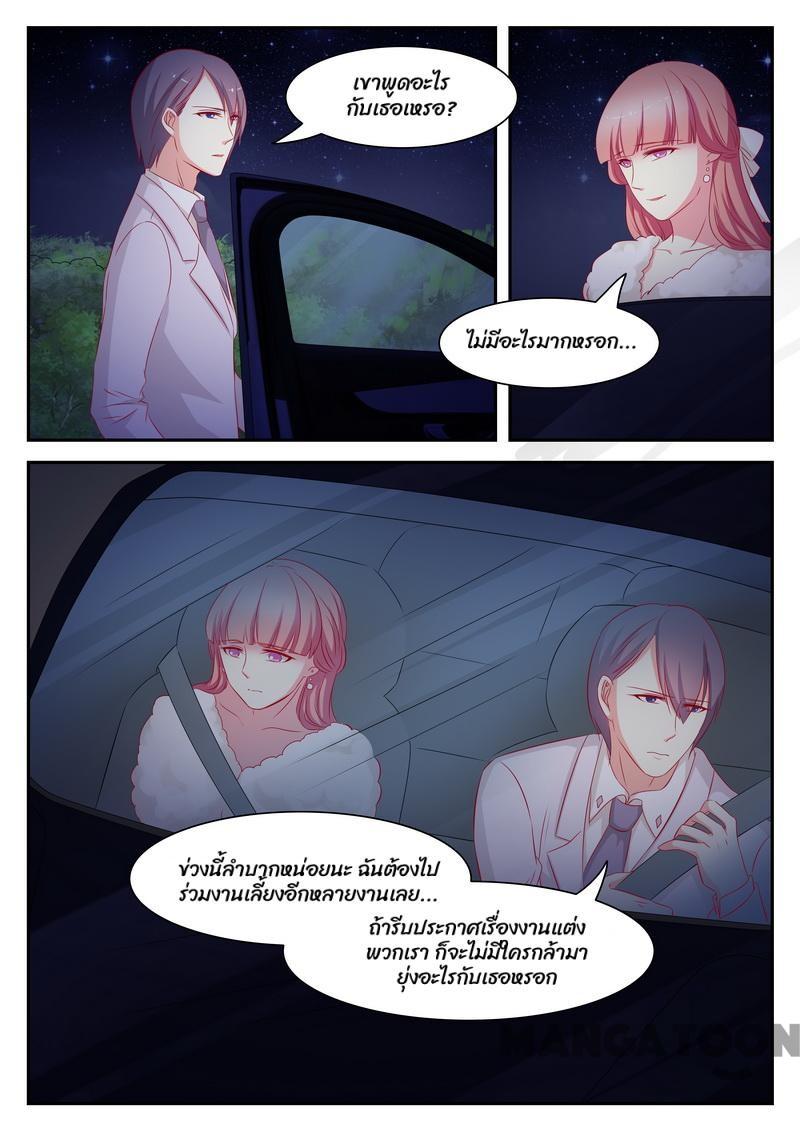 เขาพูดอะไร
กับเธอเหรอ?
ไม่มีอะไรมากหรอก...
ช่วงนี้ลำบากหน่อยนะ ฉันต้องไป
ร่วมงานเลี้ยงอีกหลายงานเลย...
ถ้ารีบประกาศเรื่องงานแต่ง
พวกเรา ก็จะไม่มีใครกล้ามา
ยุ่งอะไรกับเธอหรอก
MANGATOON